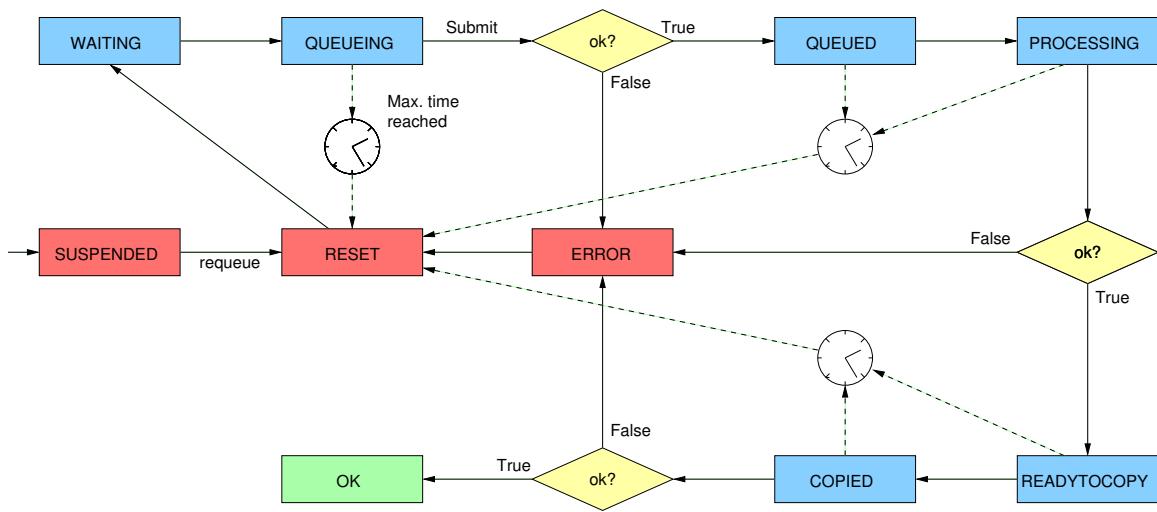 WAITING
QUEUEING
Submit
ok?
True
QUEUED
PROCESSING
False
Max. time
reached
SUSPENDED
requeue
RESET
ERROR
False
ok?
True
False
OK
True
ok?
COPIED
READYTOCOPY